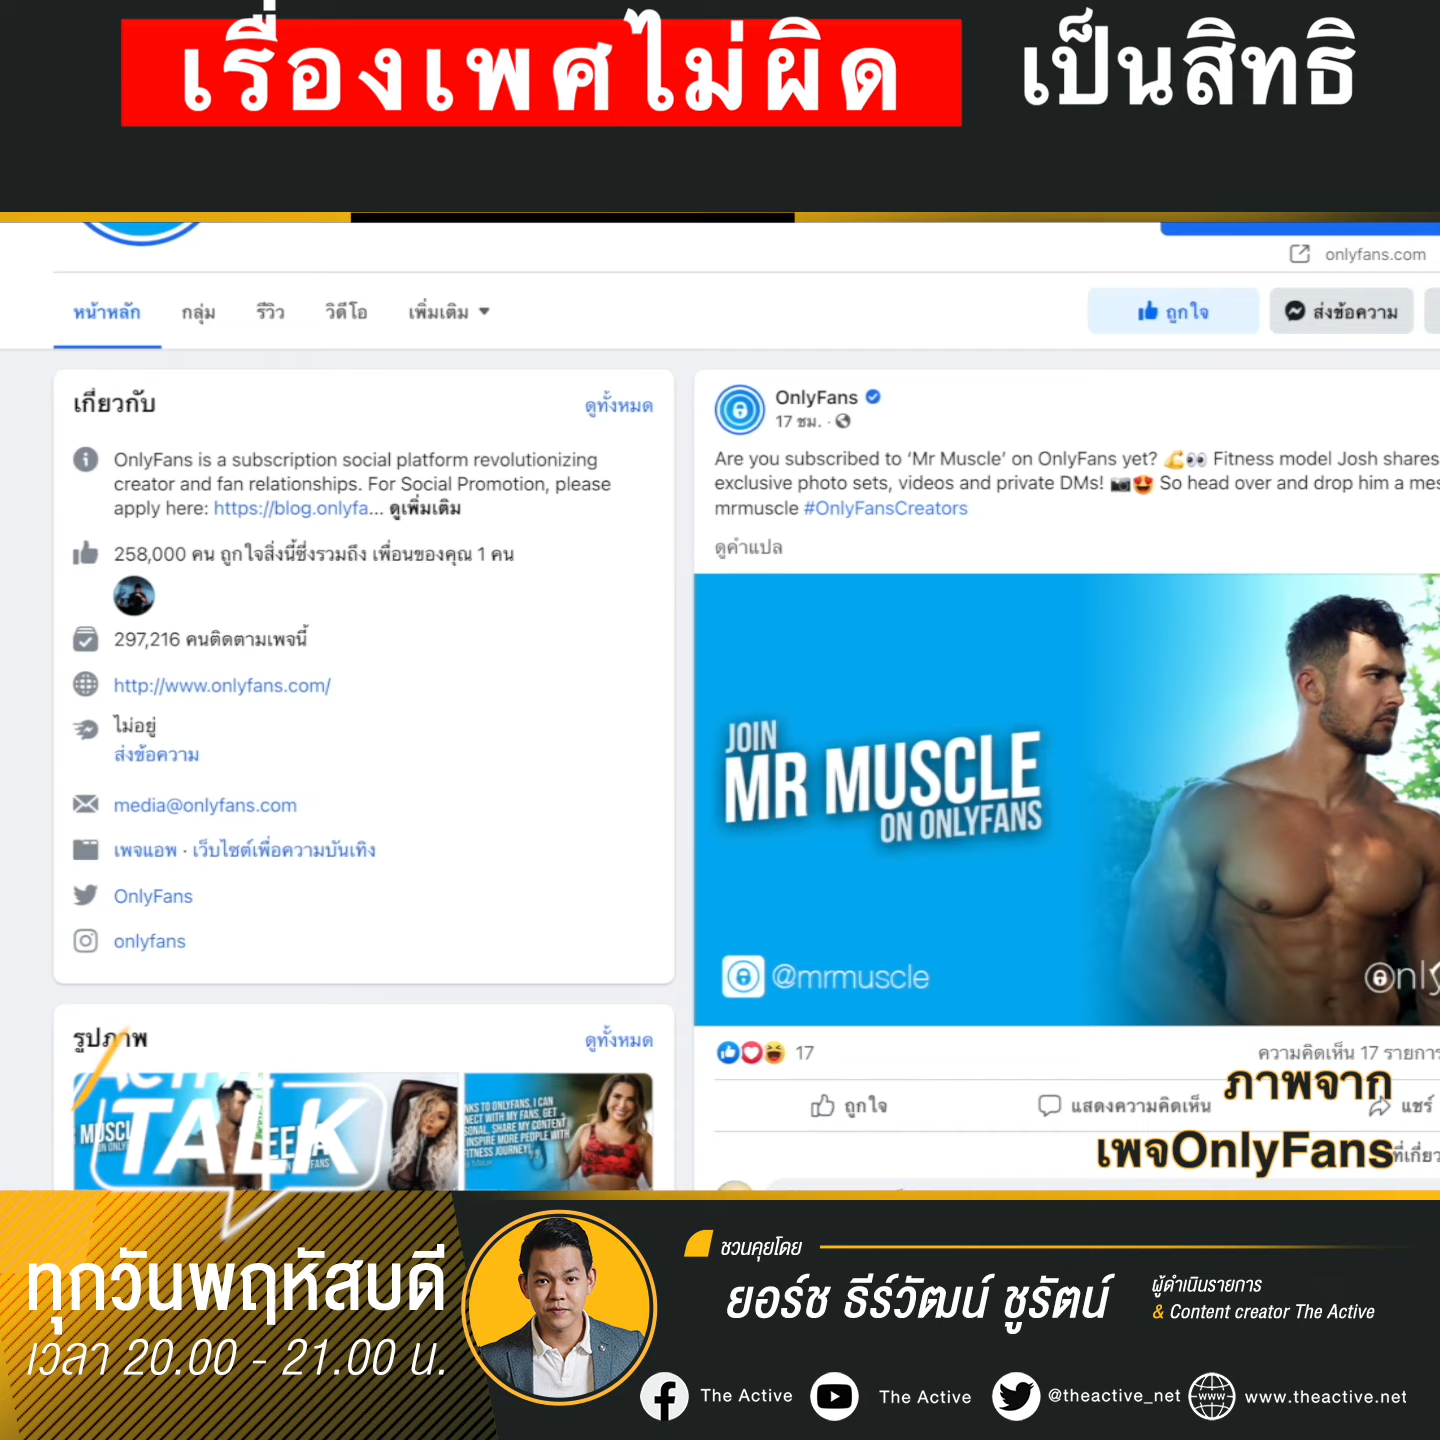 เรื่องเพศไม่ผิด เป็นสิทธิ
onlyfans.com
หน้าหลัก กลุ่ม รีวิว วิดีโอ เพิ่มเติม
ถูกใจ ส่งข้อความ
เกี่ยวกับ ดูทั้งหมด
OnlyFans is a subscription social platform revolutionizing
creator and fan relationships. For Social Promotion, please
apply here: https://blog.onlyfa... ดูเพิ่มเติม
258,000 คน ถูกใจสิ่งนี้ซึ่งรวมถึง เพื่อนของคุณ 1 คน
297,216 คนติดตามเพจนี้
http://www.onlyfans.com/
ไม่อยู่
ส่งข้อความ
media@onlyfans.com
เพจแอพ · เว็บไซต์เพื่อความบันเทิง
OnlyFans
onlyfans
รูปภาพ ดูทั้งหมด
OnlyFans
17 ชม. ·
Are you subscribed to ‘Mr Muscle’ on OnlyFans yet? 💪👀 Fitness model Josh shares
exclusive photo sets, videos and private DMs! 📷😍 So head over and drop him a mes
mrmuscle #OnlyFansCreators
ดูคำแปล
JOIN
MR MUSCLE
ON ONLYFANS
@mrmuscle
17 ความคิดเห็น 17 รายการ
ถูกใจ แสดงความคิดเห็น แชร์
ภาพจาก
เพจOnlyFans
TALK
ทุกวันพฤหัสบดี
เวลา 20.00 - 21.00 น.
ชวนคุยโดย
ยอร์ช ธีร์วัฒน์ ชูรัตน์
ผู้ดำเนินรายการ
& Content creator The Active
The Active The Active @theactive_net www.theactive.net